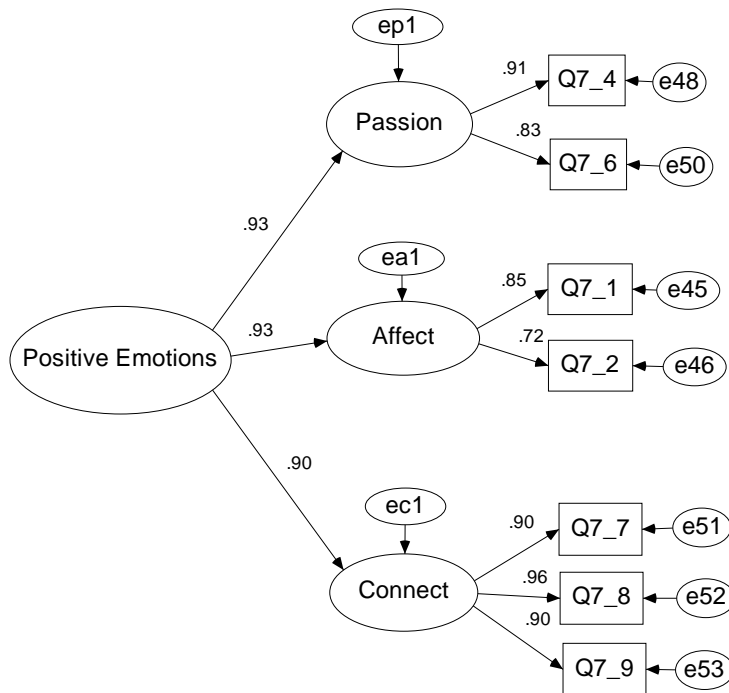 ep1
.91
Q7_4
e48
Passion
.83
Q7_6
e50
.93
ea1
.85
Q7_1
e45
.93
Affect
.72
Q7_2
e46
Positive Emotions
.90
ec1
.90
Q7_7
e51
Connect
.96
Q7_8
e52
.90
Q7_9
e53